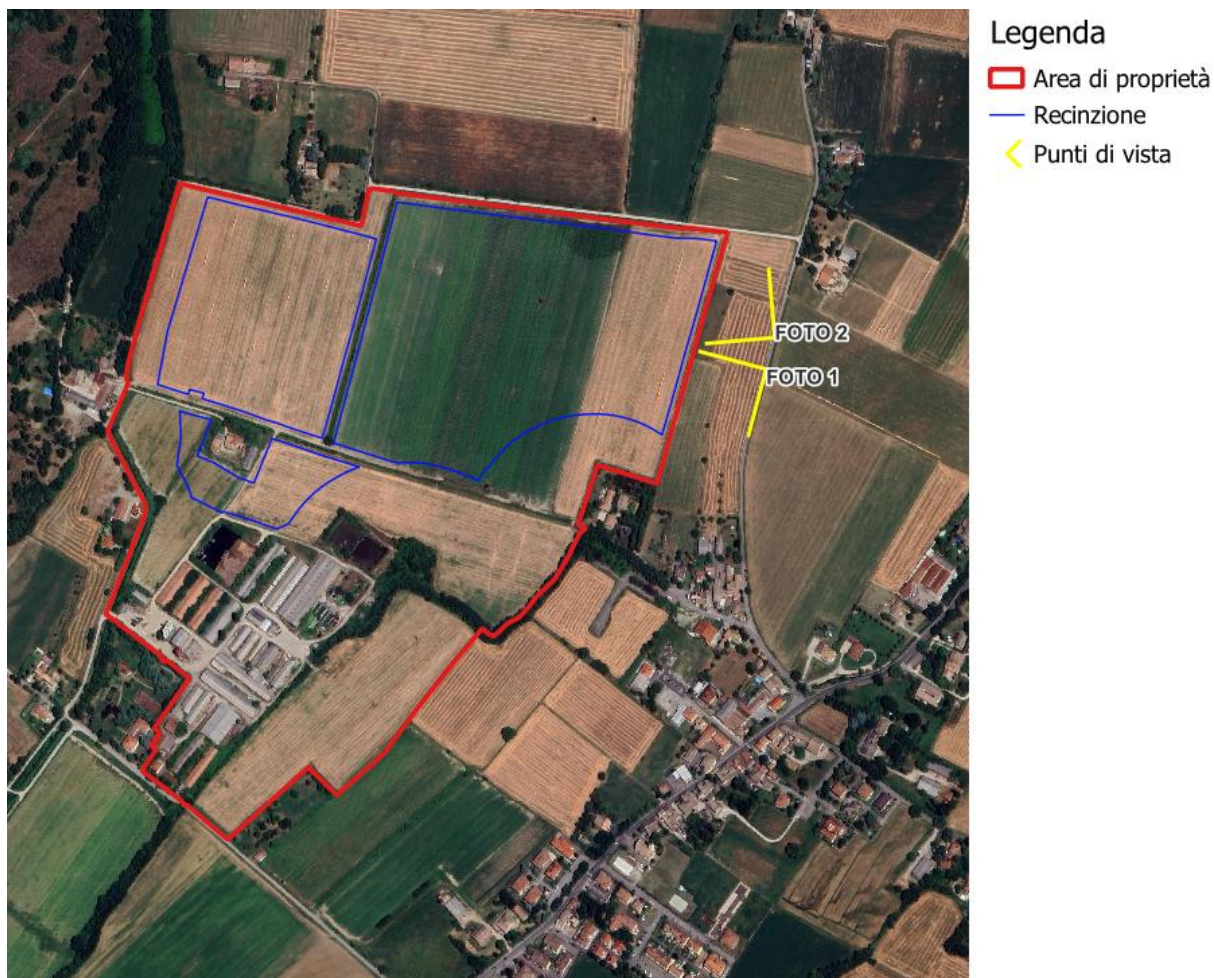 Legenda
Area di proprietà
Recinzione
Punti di vista
FOTO 2
FOTO 1